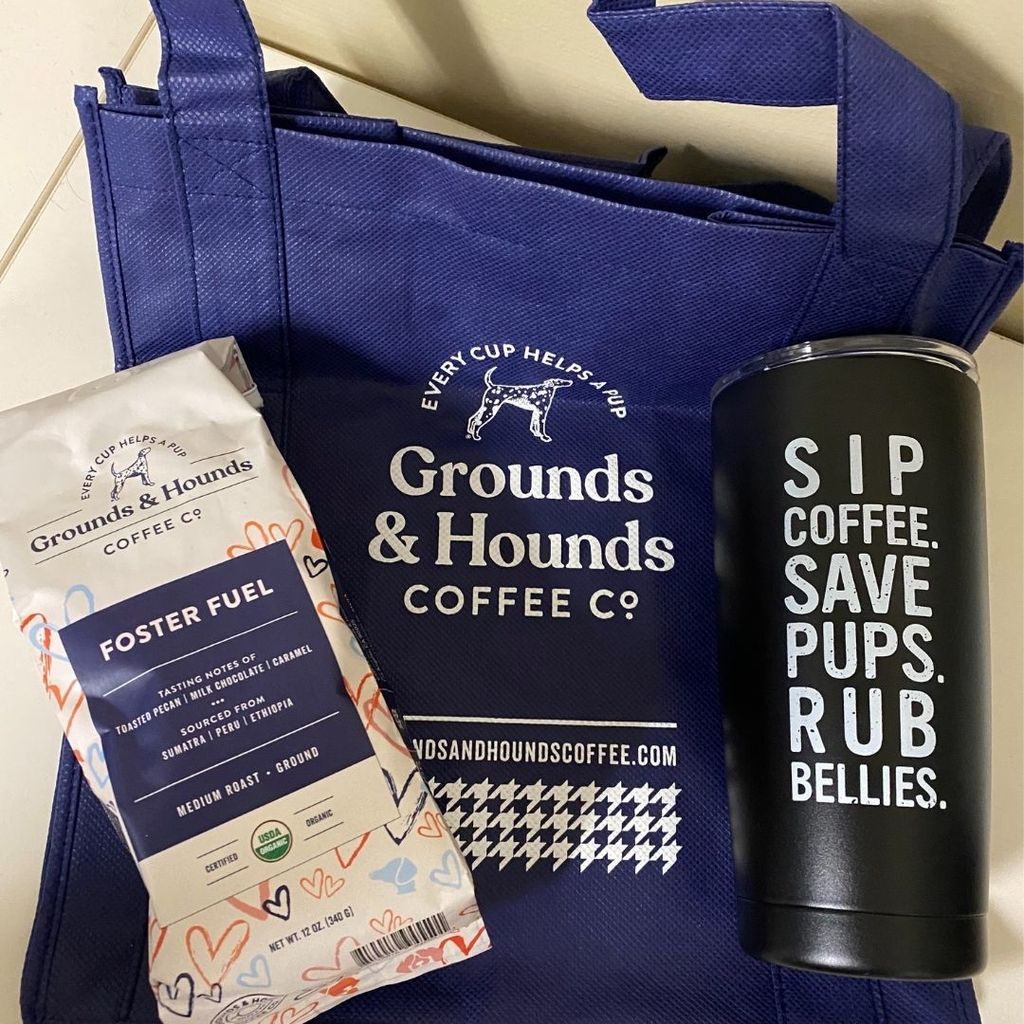 EVERY CUP HELPS A PUP
Grounds
& Hounds
COFFEE Co
NDSANDHOUNDSCOFFEE.COM
EVERY CUP HELPS A PUP
Grounds & Hounds
COFFEE Co
FOSTER FUEL
TASTING NOTES OF
TOASTED PECAN | MILK CHOCOLATE | CARAMEL
SOURCED FROM
SUMATRA | PERU | ETHIOPIA
MEDIUM ROAST • GROUND
CERTIFIED
USDA
ORGANIC
ORGANIC
NET WT. 12 OZ. (340 G)
SIP
COFFEE.
SAVE
PUPS.
RUB
BELLIES.